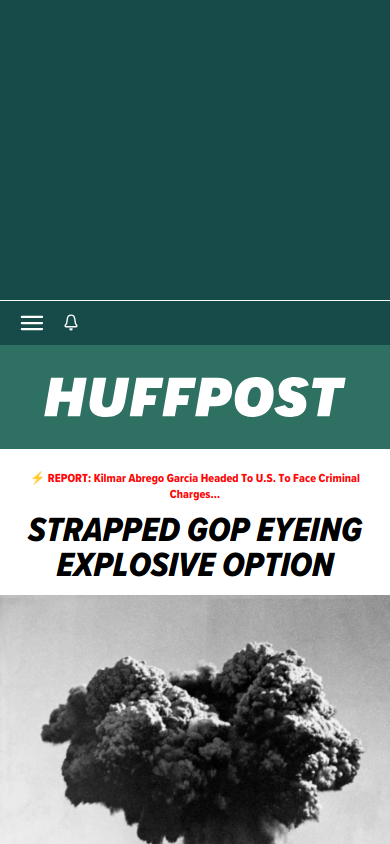 HUFFPOST
⚡ REPORT: Kilmar Abrego Garcia Headed To U.S. To Face Criminal
Charges...
STRAPPED GOP EYEING
EXPLOSIVE OPTION